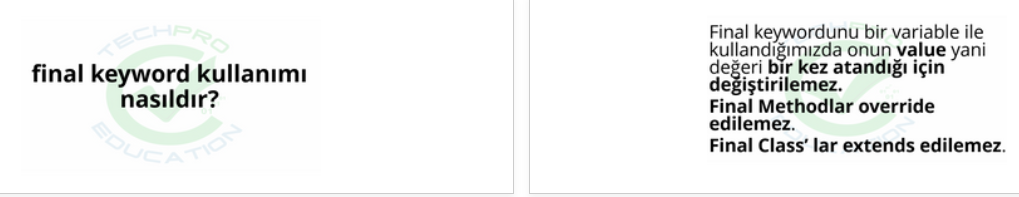 TECHPRO
final keyword kullanımı
nasıldır?
EDUCATION
Final keywordunu bir variable ile
kullandığımızda onun value yani
değeri bir kez atandığı için
değiştirilemez.
Final Methodlar override
edilemez.
Final Class’ lar extends edilemez.